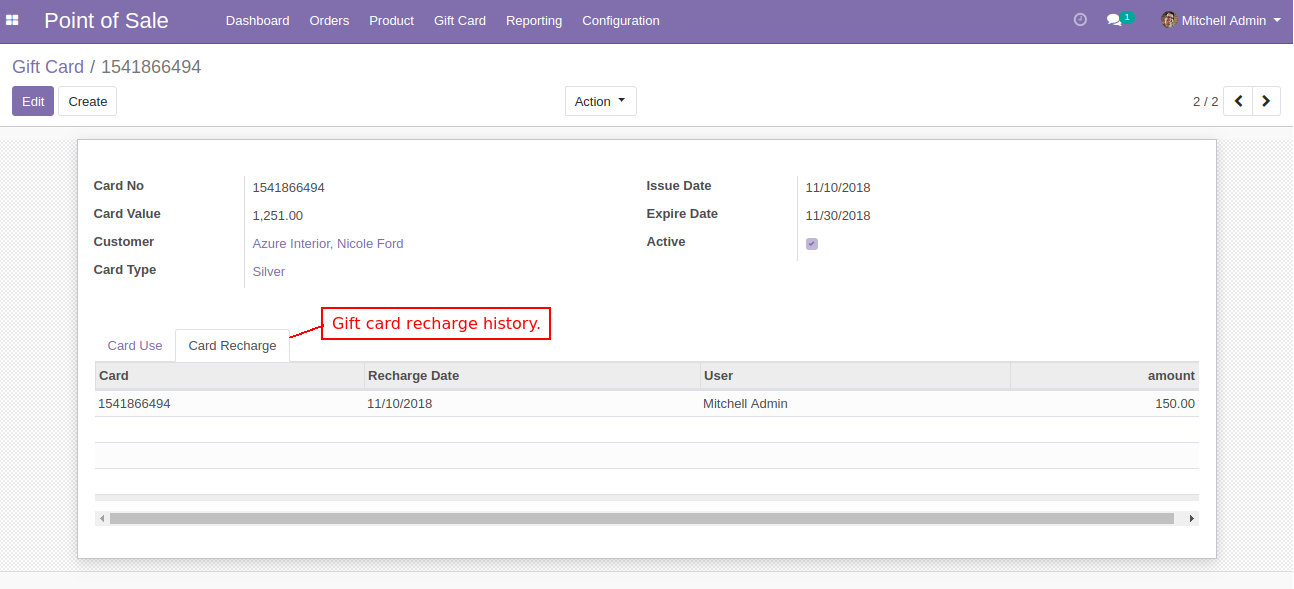 Point of Sale Dashboard Orders Product Gift Card Reporting Configuration 1 Mitchell Admin
Gift Card / 1541866494
Edit Create Action 2 / 2
Card No 1541866494 Issue Date 11/10/2018
Card Value 1,251.00 Expire Date 11/30/2018
Customer Azure Interior, Nicole Ford Active
Card Type Silver
Gift card recharge history.
Card Use Card Recharge
Card Recharge Date User amount
1541866494 11/10/2018 Mitchell Admin 150.00